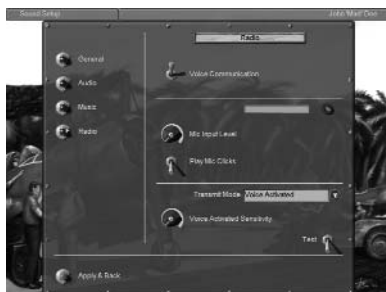 Sound Setup
John 'Matt' Doe
Radio
General
Voice Communication
Audio
Music
Radio
Mic Input Level
Play Mic Clicks
Transmit Mode Voice Activated
Voice Activated Sensitivity
Test
Apply & Back